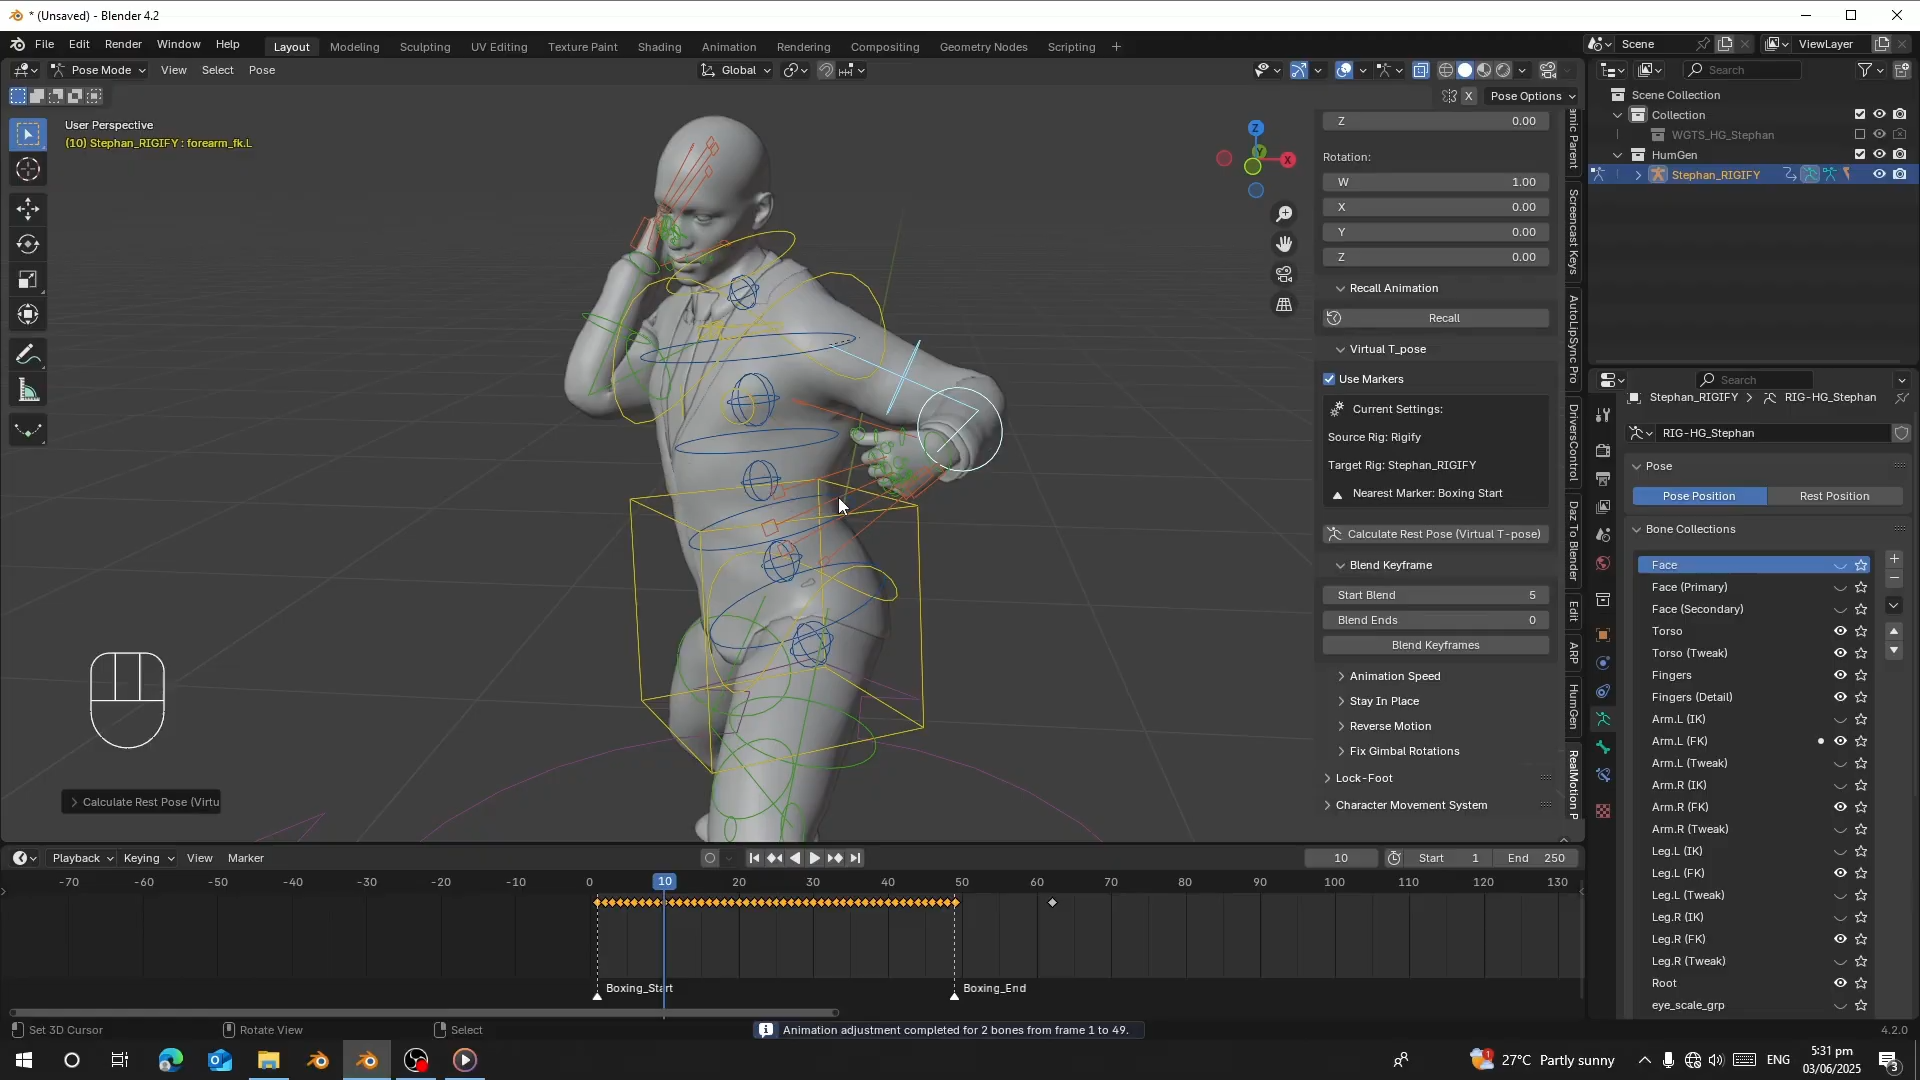 * (Unsaved) - Blender 4.2
File Edit Render Window Help
Layout Modeling Sculpting UV Editing Texture Paint Shading Animation Rendering Compositing Geometry Nodes Scripting +
Scene
ViewLayer
Pose Mode View Select Pose
Global
X Pose Options
User Perspective
(10) Stephan_RIGIFY : forearm_fk.L
Z
Y
X
Z 0.00
Rotation:
W 1.00
X 0.00
Y 0.00
Z 0.00
Recall Animation
Recall
Virtual T_pose
Use Markers
Current Settings:
Source Rig: Rigify
Target Rig: Stephan_RIGIFY
Nearest Marker: Boxing Start
Calculate Rest Pose (Virtual T-pose)
Blend Keyframe
Start Blend 5
Blend Ends 0
Blend Keyframes
Animation Speed
Stay In Place
Reverse Motion
Fix Gimbal Rotations
Lock-Foot
Character Movement System
amic Parent
Screencast Keys
AutoLipSync Pro
DriversControl
Daz To Blender
Edit
ARP
HumGen
RealMotion P
Search
Scene Collection
Collection
WGTS_HG_Stephan
HumGen
Stephan_RIGIFY
Search
Stephan_RIGIFY > RIG-HG_Stephan
RIG-HG_Stephan
Pose
Pose Position Rest Position
Bone Collections
Face
Face (Primary)
Face (Secondary)
Torso
Torso (Tweak)
Fingers
Fingers (Detail)
Arm.L (IK)
Arm.L (FK)
Arm.L (Tweak)
Arm.R (IK)
Arm.R (FK)
Arm.R (Tweak)
Leg.L (IK)
Leg.L (FK)
Leg.L (Tweak)
Leg.R (IK)
Leg.R (FK)
Leg.R (Tweak)
Root
eye_scale_grp
Calculate Rest Pose (Virtu
Playback Keying View Marker
10 Start 1 End 250
-70 -60 -50 -40 -30 -20 -10 0 10 20 30 40 50 60 70 80 90 100 110 120 130
Boxing_Start Boxing_End
Set 3D Cursor Rotate View Select
Animation adjustment completed for 2 bones from frame 1 to 49.
4.2.0
1
27°C Partly sunny
ENG
5:31 pm
03/06/2025
3